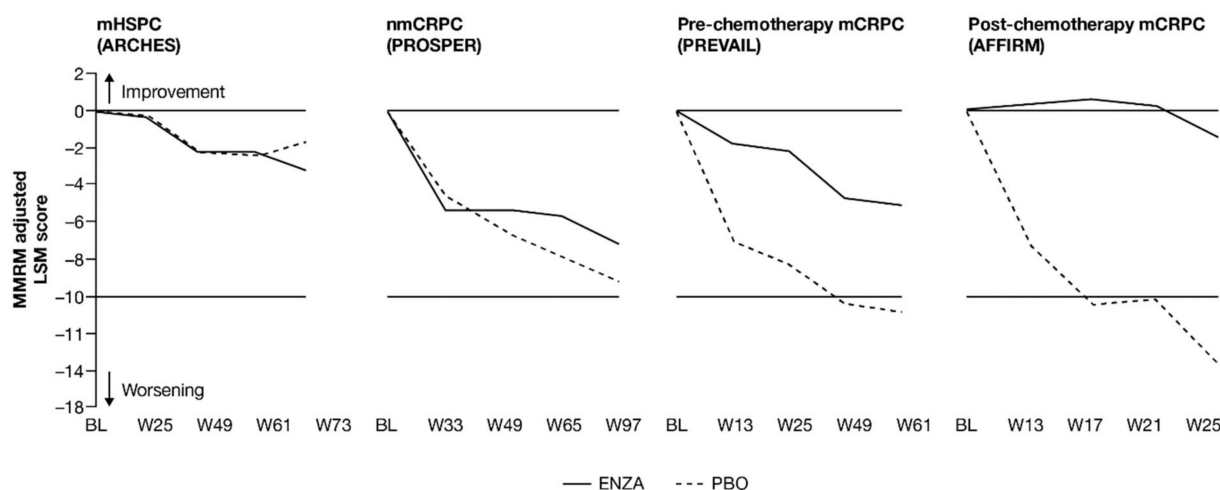 mHSPC
(ARCHES)
nmCRPC
(PROSPER)
Pre-chemotherapy mCRPC
(PREVAIL)
Post-chemotherapy mCRPC
(AFFIRM)
MMRM adjusted
LSM score
2
0
–2
–4
–6
–8
–10
–11
–14
–18
Improvement
Worsening
BL W25 W49 W61 W73
BL W33 W49 W65 W97
BL W13 W25 W49 W61
BL W13 W17 W21 W25
ENZA PBO